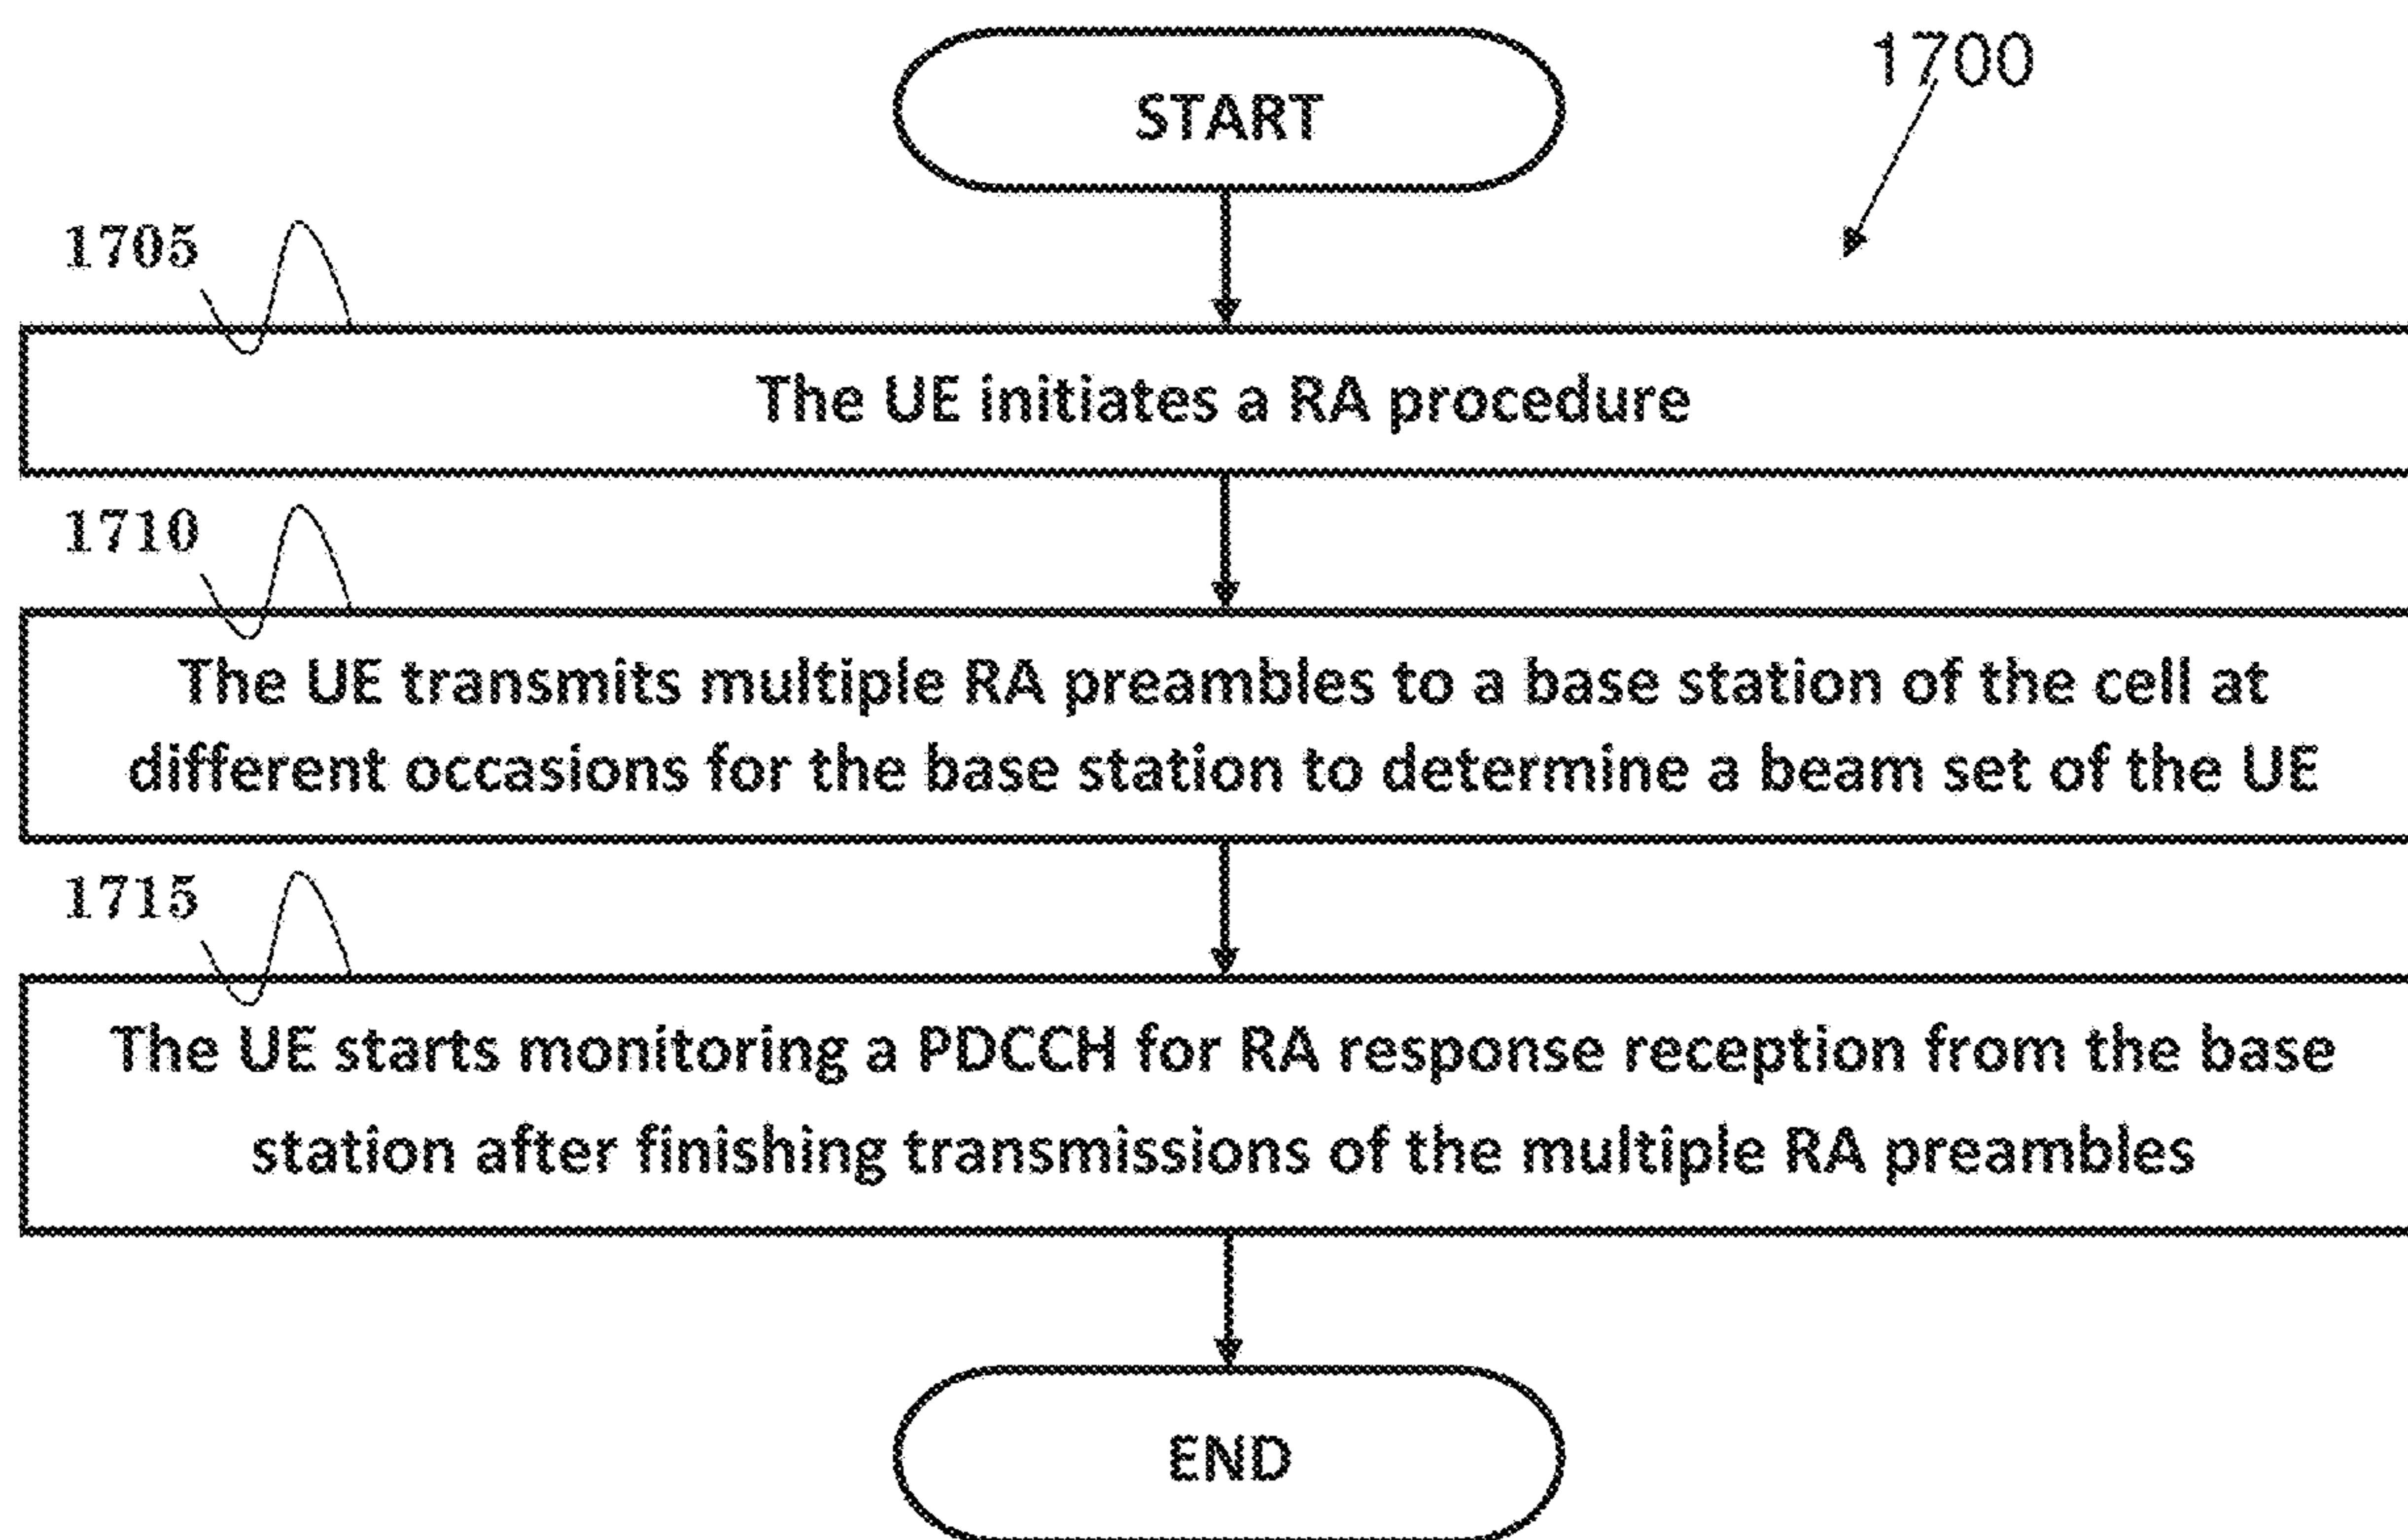 START
1700
1705
The UE initiates a RA procedure
1710
The UE transmits multiple RA preambles to a base station of the cell at
different occasions for the base station to determine a beam set of the UE
1715
The UE starts monitoring a PDCCH for RA response reception from the base
station after finishing transmissions of the multiple RA preambles
END